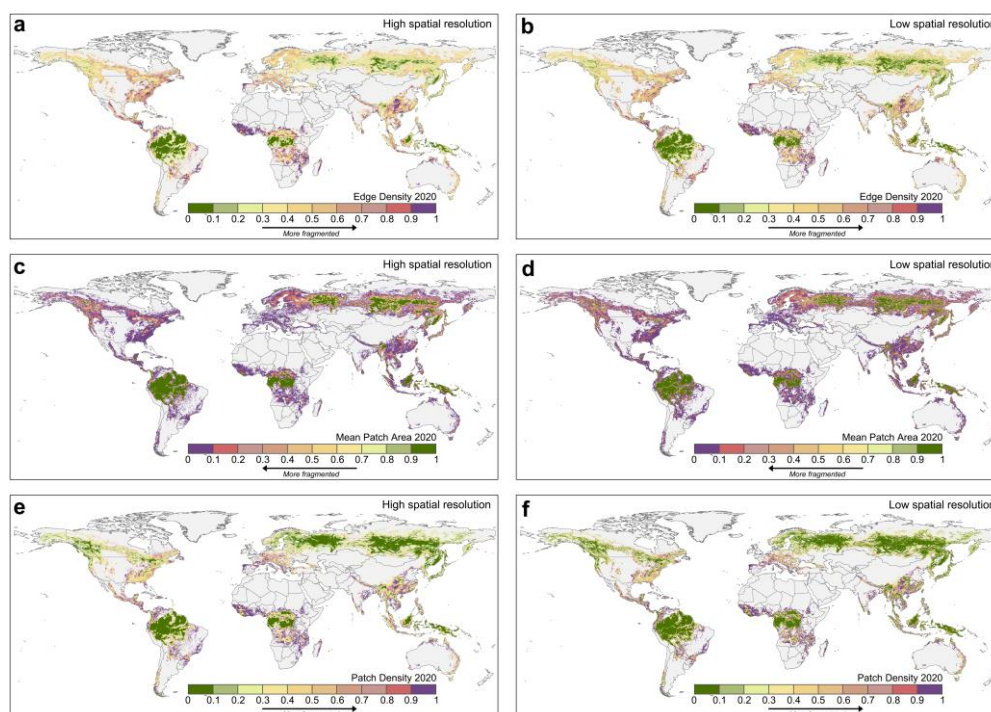 a
High spatial resolution
Edge Density 2020
0 0.1 0.2 0.3 0.4 0.5 0.6 0.7 0.8 0.9 1
More fragmented
b
Low spatial resolution
Edge Density 2020
0 0.1 0.2 0.3 0.4 0.5 0.6 0.7 0.8 0.9 1
More fragmented
c
High spatial resolution
Mean Patch Area 2020
0 0.1 0.2 0.3 0.4 0.5 0.6 0.7 0.8 0.9 1
More fragmented
d
Low spatial resolution
Mean Patch Area 2020
0 0.1 0.2 0.3 0.4 0.5 0.6 0.7 0.8 0.9 1
More fragmented
e
High spatial resolution
Patch Density 2020
0 0.1 0.2 0.3 0.4 0.5 0.6 0.7 0.8 0.9 1
f
Low spatial resolution
Patch Density 2020
0 0.1 0.2 0.3 0.4 0.5 0.6 0.7 0.8 0.9 1